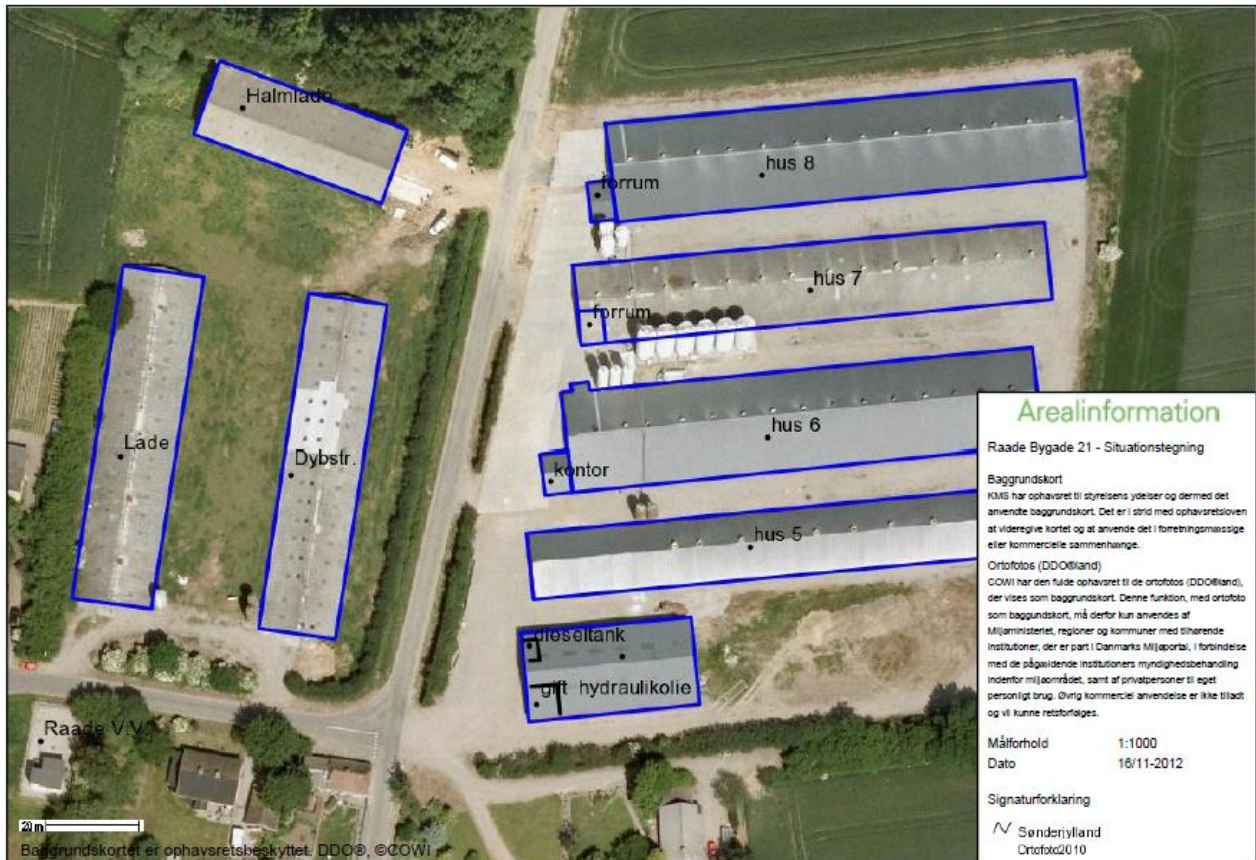 Halmlade
hus 8
forrum
hus 7
forrum
hus 6
Lade
Dybstr.
kontor
hus 5
dieseltank
gift hydraulikolie
Raade V.V
20 m
Baggrundskortet er ophavsretsbeskyttet. DDO®, ©COWI
Arealinformation
Raade Bygade 21 - Situationstegning
Baggrundskort
KMS har ophavsret til styrelsens ydelser og dermed det
anvendte baggrundskort. Det er i strid med ophavsretsloven
at videregive kortet og at anvende det i forretningsmæssige
eller kommercielle sammenhænge.
Ortofotos (DDO®land)
COWI har den fulde ophavsret til de ortofotos (DDO®land),
der vises som baggrundskort. Denne funktion, med ortofoto
som baggundskort, må derfor kun anvendes af
Miljøministeriet, regioner og kommuner med tilhørende
institutioner, der er part i Danmarks Miljøportal, i forbindelse
med de pågældende institutioners myndighedsbehandling
indenfor miljøområdet, samt af privatpersoner til eget
personligt brug. Øvrig kommerciel anvendelse er ikke tilladt
og vil kunne retsforfølges.
Målforhold 1:1000
Dato 16/11-2012
Signaturforklaring
Sønderjylland
Ortofoto2010